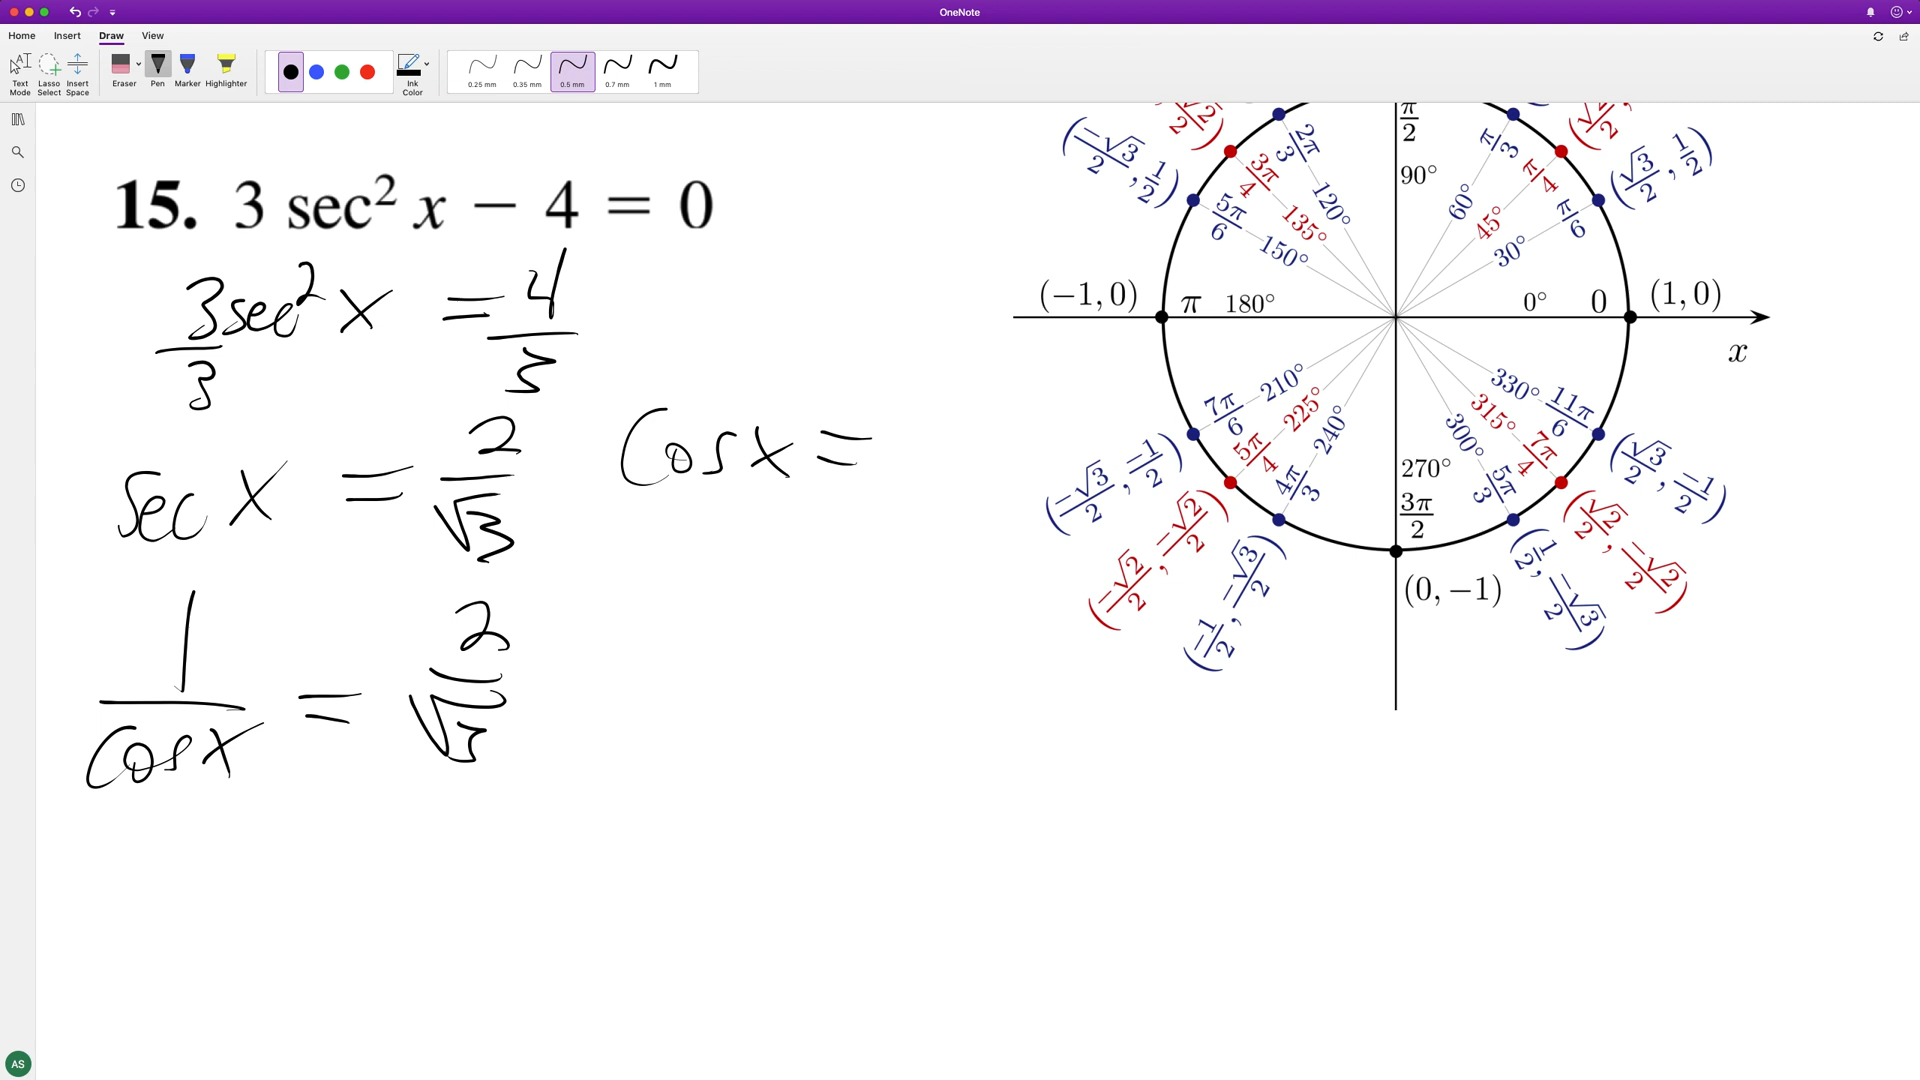 OneNote
Home Insert Draw View
Text Mode
Lasso Select
Insert Space
Eraser
Pen
Marker
Highlighter
Ink Color
0.25 mm
0.35 mm
0.5 mm
0.7 mm
1 mm
15. 3 sec² x − 4 = 0
3sec²x/3 = 4/3
sec x = 2/√3
cos x =
1/cos x = 2/√3
π/2
90°
2π/3 120°
π/3 60°
3π/4 135°
π/4 45°
(−√3/2, 1/2) 5π/6 150°
30° π/6 (√3/2, 1/2)
(−1, 0) π 180°
0° 0 (1, 0)
x
7π/6 210° (−√3/2, −1/2)
330° 11π/6 (√3/2, −1/2)
5π/4 225° (−√2/2, −√2/2)
315° 7π/4 (√2/2, −√2/2)
4π/3 240° (−1/2, −√3/2)
300° 5π/3 (1/2, −√3/2)
270°
3π/2
(0, −1)
AS